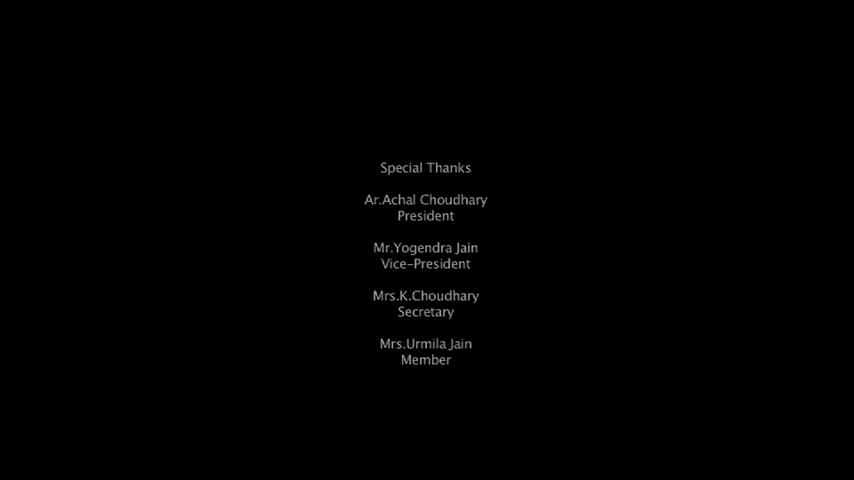 Special Thanks
Ar.Achal Choudhary
President
Mr.Yogendra Jain
Vice-President
Mrs.K.Choudhary
Secretary
Mrs.Urmila Jain
Member